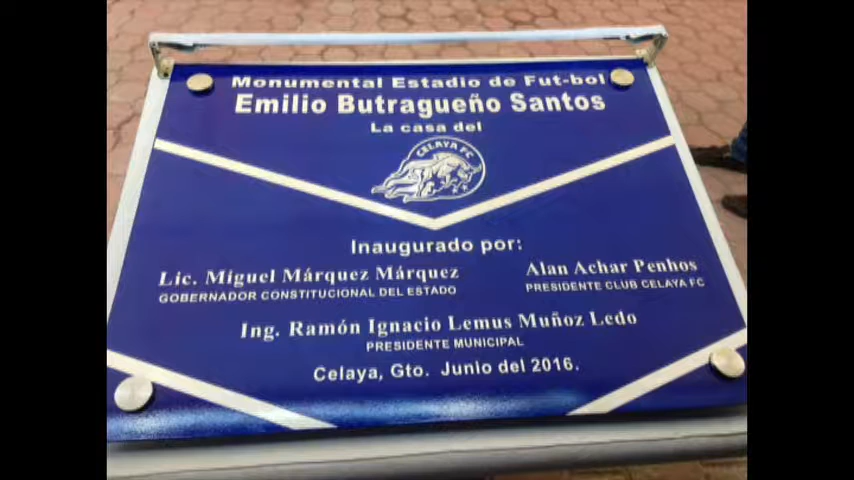 Monumental Estadio de Fut-bol
Emilio Butragueño Santos
La casa del
CELAYA FC
Inaugurado por:
Lic. Miguel Márquez Márquez
GOBERNADOR CONSTITUCIONAL DEL ESTADO
Alan Achar Penhos
PRESIDENTE CLUB CELAYA FC
Ing. Ramón Ignacio Lemus Muñoz Ledo
PRESIDENTE MUNICIPAL
Celaya, Gto. Junio del 2016.